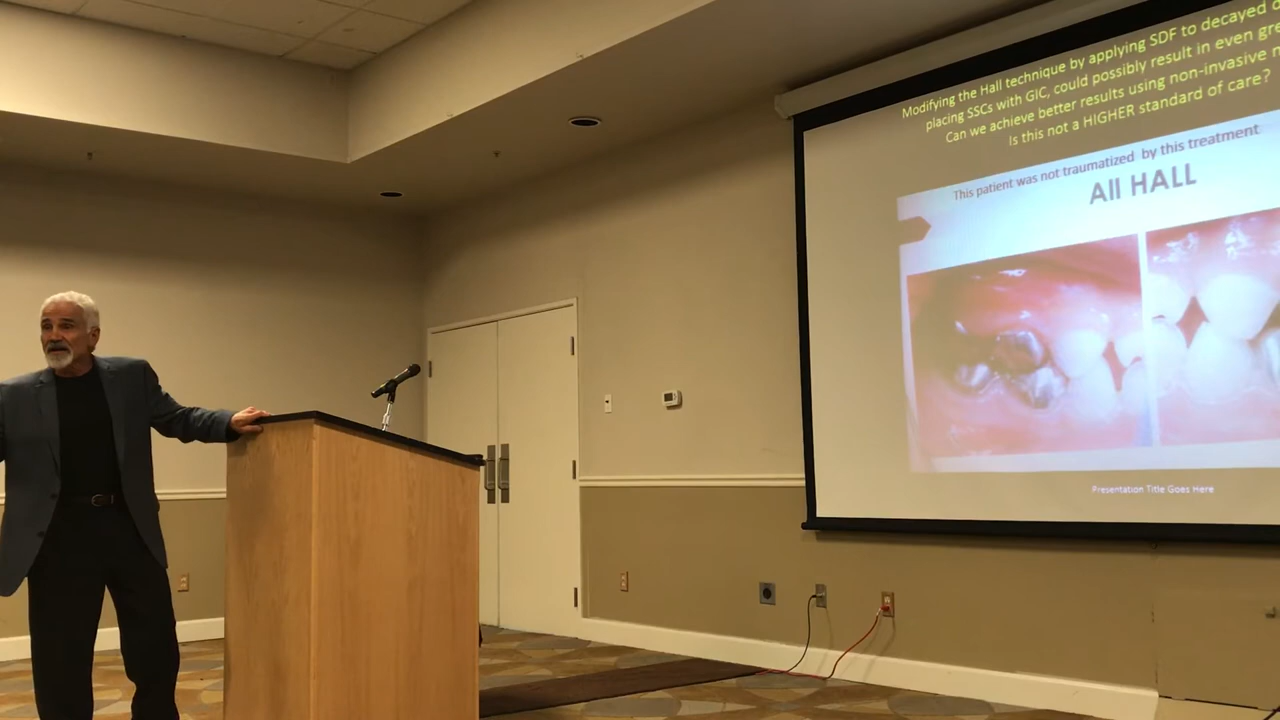 Modifying the Hall technique by applying SDF to decayed
placing SSCs with GIC, could possibly result in even
Can we achieve better results using non-invasive
Is this not a HIGHER standard of care?
This patient was not traumatized by this treatment
All HALL
Presentation Title Goes Here